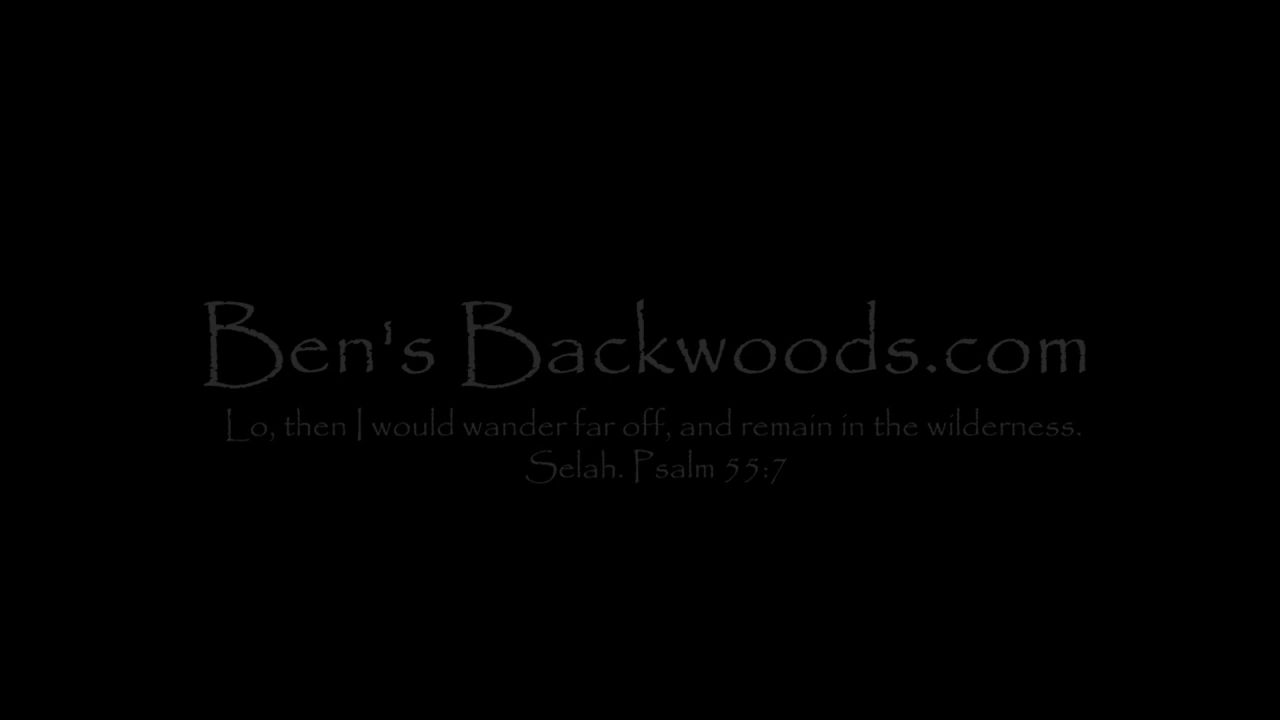 Ben's Backwoods.com
Lo, then I would wander far off, and remain in the wilderness.
Selah. Psalm 55:7